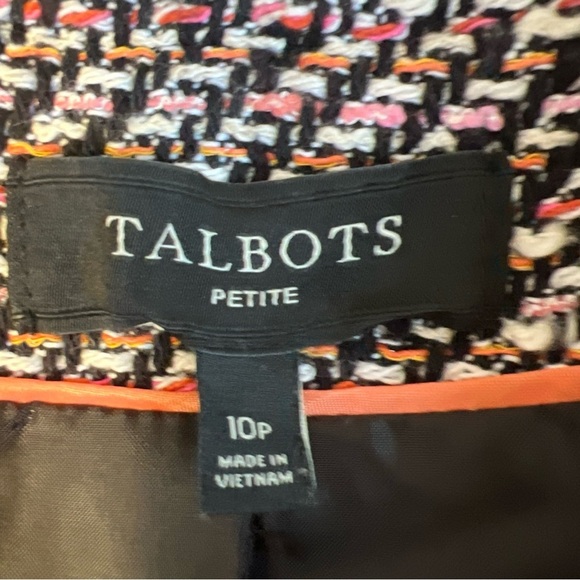 TALBOTS
PETITE
10P
MADE IN
VIETNAM